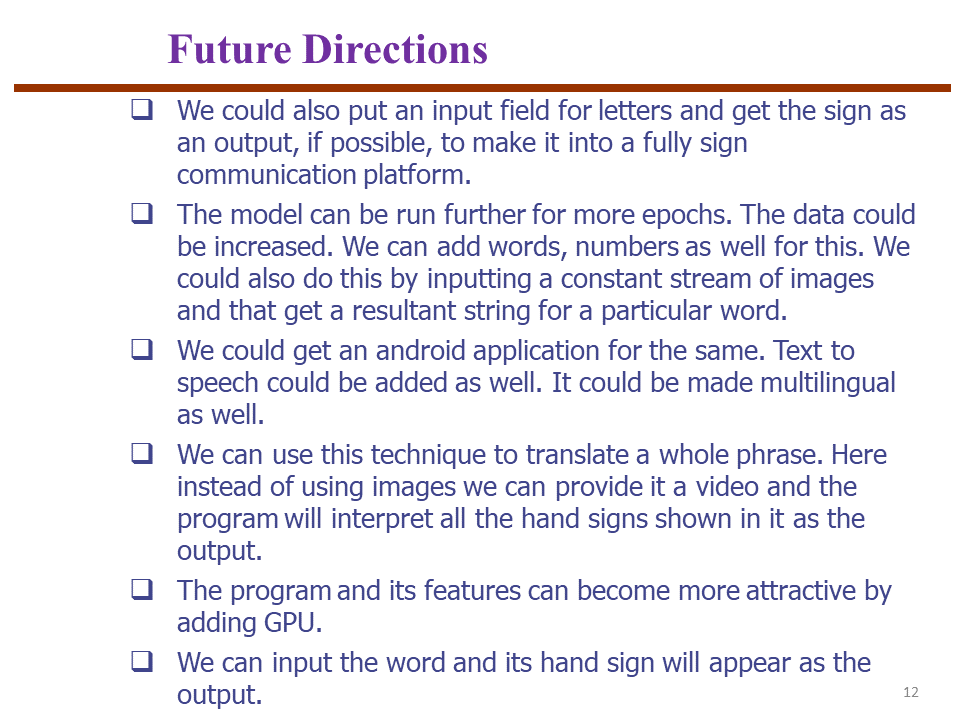 Future Directions
❑ We could also put an input field for letters and get the sign as
an output, if possible, to make it into a fully sign
communication platform.
❑ The model can be run further for more epochs. The data could
be increased. We can add words, numbers as well for this. We
could also do this by inputting a constant stream of images
and that get a resultant string for a particular word.
❑ We could get an android application for the same. Text to
speech could be added as well. It could be made multilingual
as well.
❑ We can use this technique to translate a whole phrase. Here
instead of using images we can provide it a video and the
program will interpret all the hand signs shown in it as the
output.
❑ The program and its features can become more attractive by
adding GPU.
❑ We can input the word and its hand sign will appear as the
output.
12